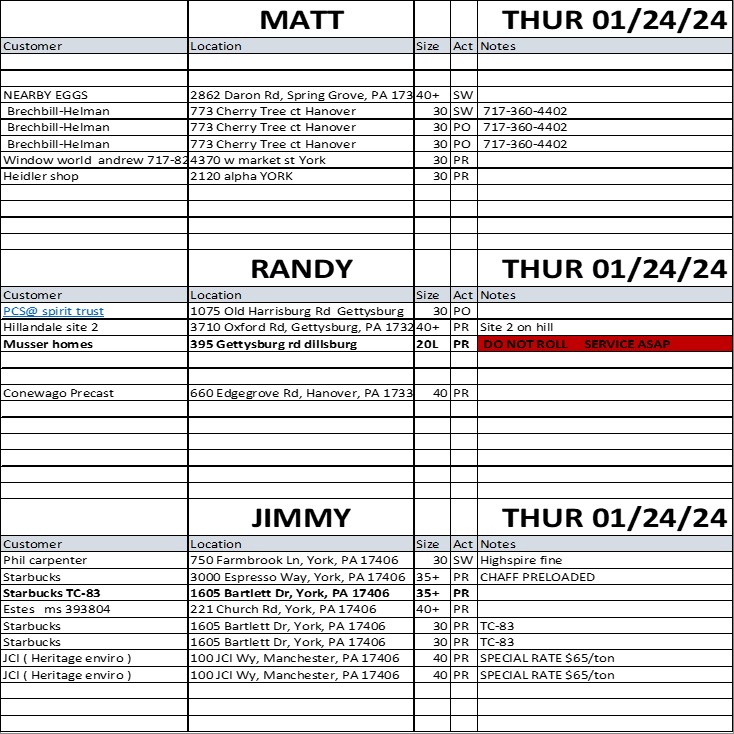 MATT THUR 01/24/24
Customer Location Size Act Notes
NEARBY EGGS 2862 Daron Rd, Spring Grove, PA 173 40+ SW
Brechbill-Helman 773 Cherry Tree ct Hanover 30 SW 717-360-4402
Brechbill-Helman 773 Cherry Tree ct Hanover 30 PO 717-360-4402
Brechbill-Helman 773 Cherry Tree ct Hanover 30 PO 717-360-4402
Window world andrew 717-82 4370 w market st York 30 PR
Heidler shop 2120 alpha YORK 30 PR
RANDY THUR 01/24/24
Customer Location Size Act Notes
PCS@ spirit trust 1075 Old Harrisburg Rd Gettysburg 30 PO
Hillandale site 2 3710 Oxford Rd, Gettysburg, PA 1732 40+ PR Site 2 on hill
Musser homes 395 Gettysburg rd dillsburg 20L PR DO NOT ROLL SERVICE ASAP
Conewago Precast 660 Edgegrove Rd, Hanover, PA 1733 40 PR
JIMMY THUR 01/24/24
Customer Location Size Act Notes
Phil carpenter 750 Farmbrook Ln, York, PA 17406 30 SW Highspire fine
Starbucks 3000 Espresso Way, York, PA 17406 35+ PR CHAFF PRELOADED
Starbucks TC-83 1605 Bartlett Dr, York, PA 17406 35+ PR
Estes ms 393804 221 Church Rd, York, PA 17406 40+ PR
Starbucks 1605 Bartlett Dr, York, PA 17406 30 PR TC-83
Starbucks 1605 Bartlett Dr, York, PA 17406 30 PR TC-83
JCI ( Heritage enviro ) 100 JCI Wy, Manchester, PA 17406 40 PR SPECIAL RATE $65/ton
JCI ( Heritage enviro ) 100 JCI Wy, Manchester, PA 17406 40 PR SPECIAL RATE $65/ton